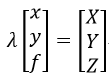 λ [x y f] = [X Y Z]